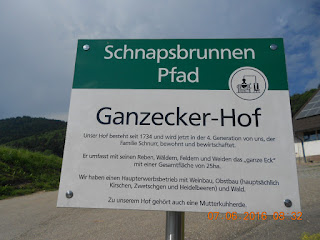 Schnapsbrunnen
Pfad
Ganzecker-Hof
Unser Hof besteht seit 1734 und wird jetzt in der 4. Generation von uns, der
Familie Schnurr, bewohnt und bewirtschaftet.
Er umfasst mit seinen Reben, Wäldern, Feldern und Weiden das „ganze Eck"
mit einer Gesamtfläche von 25ha.
Wir haben einen Haupterwerbsbetrieb mit Weinbau, Obstbau (hauptsächlich
Kirschen, Zwetschgen und Heidelbeeren) und Wald.
Zu unserem Hof gehört auch eine Mutterkuhherde.